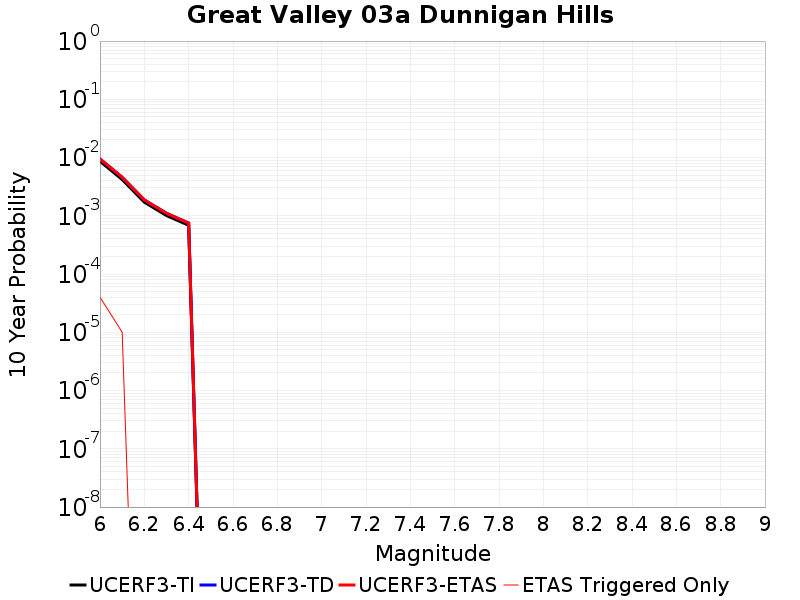 Great Valley 03a Dunnigan Hills
10^0
10^-1
10^-2
10^-3
10^-4
10^-5
10^-6
10^-7
10^-8
10 Year Probability
6 6.2 6.4 6.6 6.8 7 7.2 7.4 7.6 7.8 8 8.2 8.4 8.6 8.8 9
Magnitude
UCERF3-TI UCERF3-TD UCERF3-ETAS ETAS Triggered Only